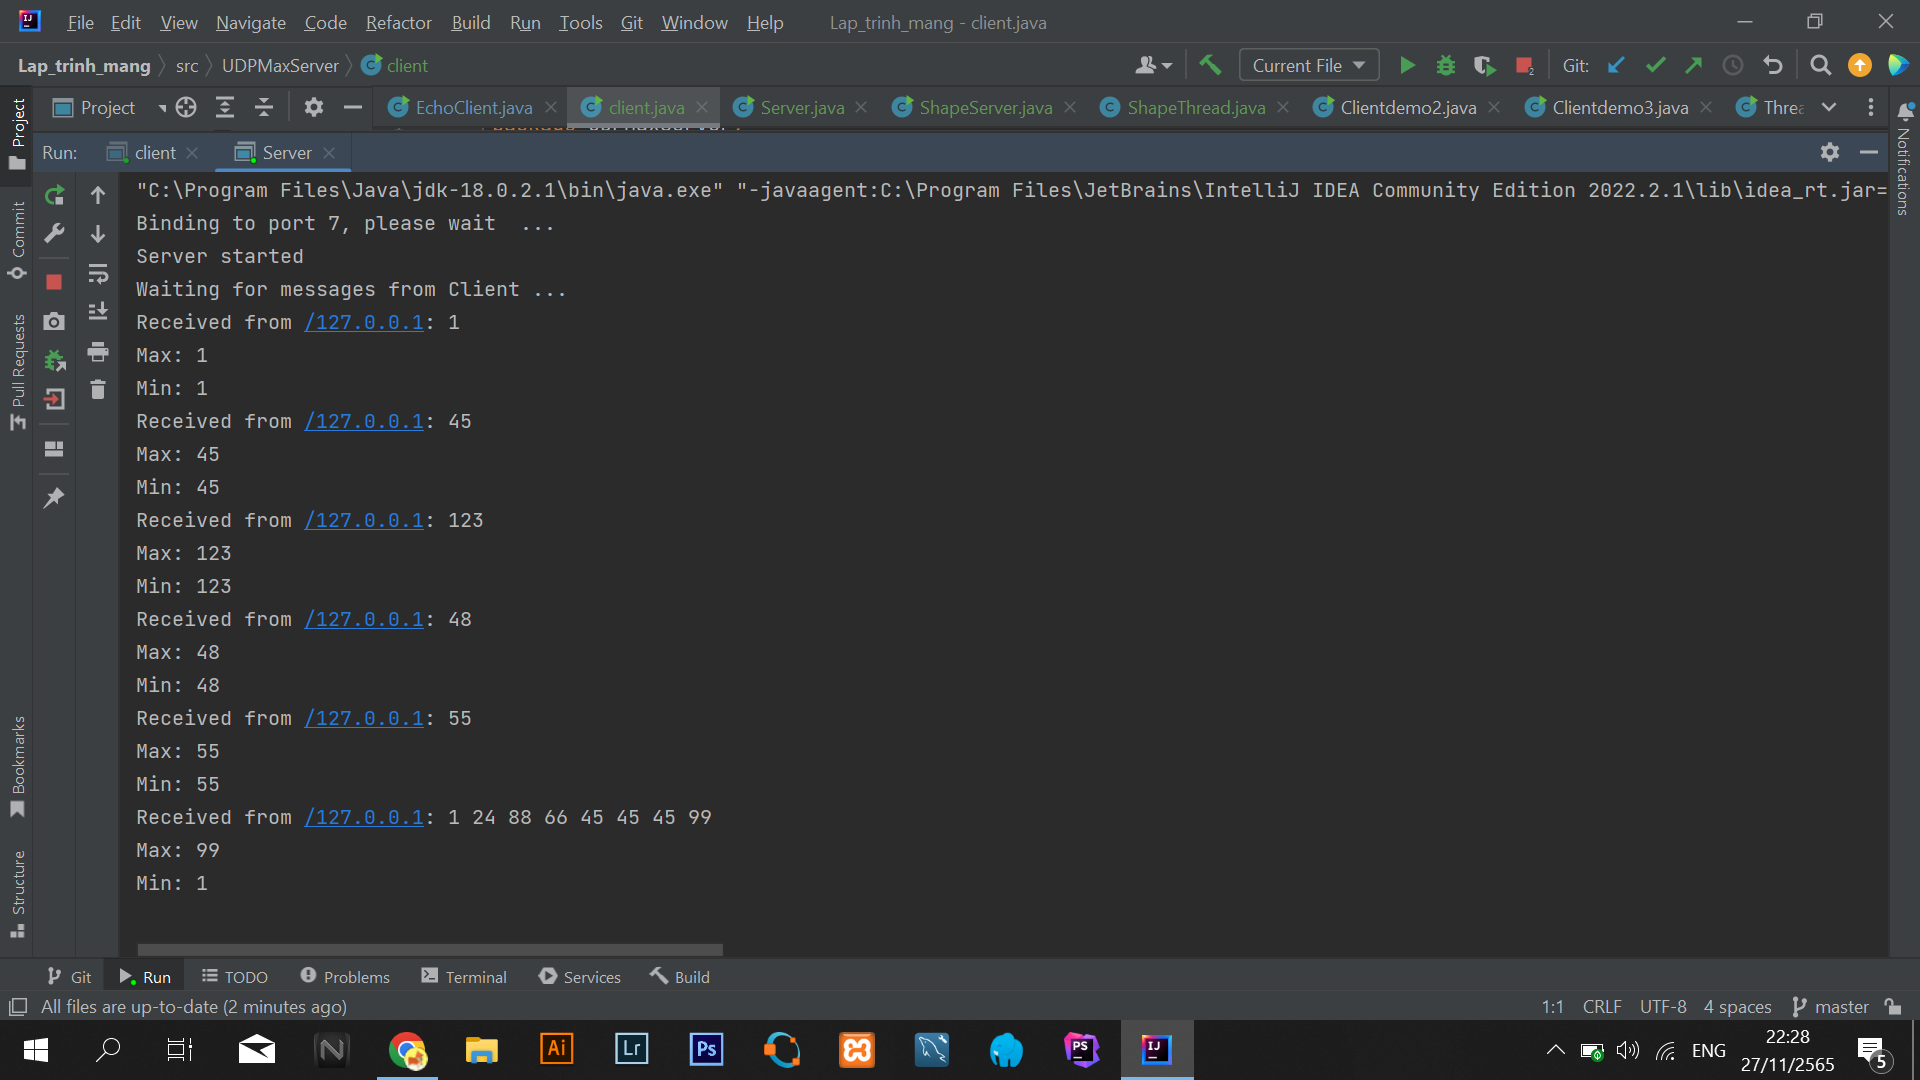 File Edit View Navigate Code Refactor Build Run Tools Git Window Help Lap_trinh_mang - client.java
Lap_trinh_mang src UDPMaxServer client Current File 2 Git:
Project EchoClient.java client.java Server.java ShapeServer.java ShapeThread.java Clientdemo2.java Clientdemo3.java Threa
Run: client Server
"C:\Program Files\Java\jdk-18.0.2.1\bin\java.exe" "-javaagent:C:\Program Files\JetBrains\IntelliJ IDEA Community Edition 2022.2.1\lib\idea_rt.jar=
Binding to port 7, please wait  ...
Server started
Waiting for messages from Client ...
Received from /127.0.0.1: 1
Max: 1
Min: 1
Received from /127.0.0.1: 45
Max: 45
Min: 45
Received from /127.0.0.1: 123
Max: 123
Min: 123
Received from /127.0.0.1: 48
Max: 48
Min: 48
Received from /127.0.0.1: 55
Max: 55
Min: 55
Received from /127.0.0.1: 1 24 88 66 45 45 45 99
Max: 99
Min: 1
Project
Commit
Pull Requests
Bookmarks
Structure
Notifications
Git Run TODO Problems Terminal Services Build
All files are up-to-date (2 minutes ago) 1:1 CRLF UTF-8 4 spaces master
Ai Lr Ps PS IJ ENG 22:28
27/11/2565 5